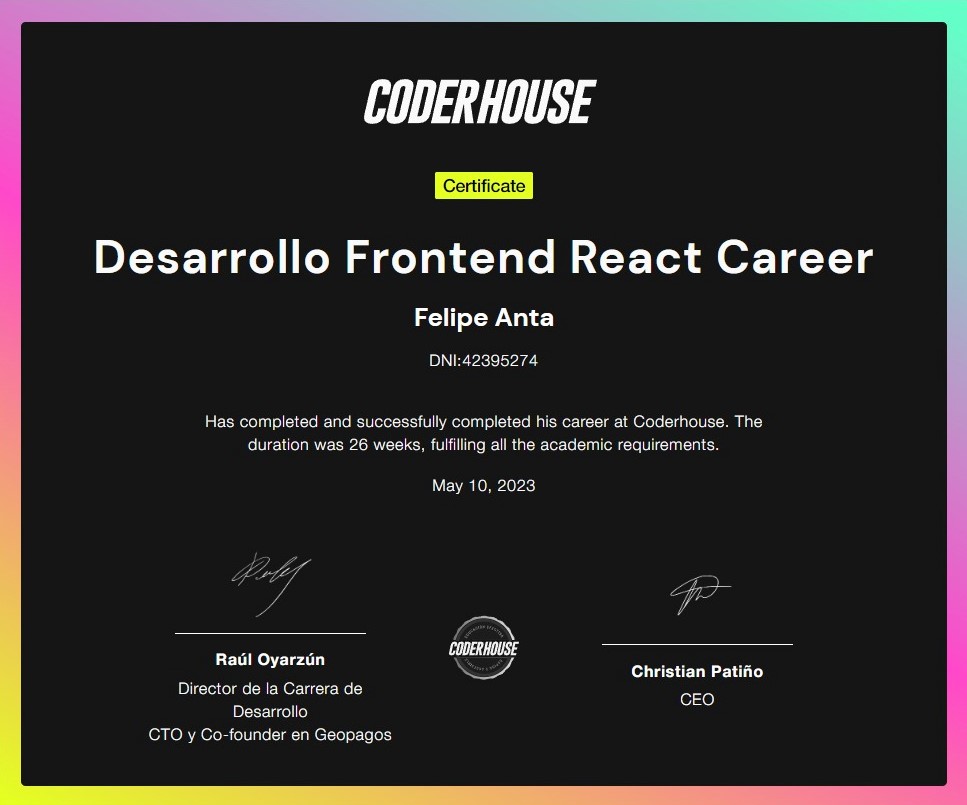 CODERHOUSE
Certificate
Desarrollo Frontend React Career
Felipe Anta
DNI:42395274
Has completed and successfully completed his career at Coderhouse. The
duration was 26 weeks, fulfilling all the academic requirements.
May 10, 2023
Raúl Oyarzún
Director de la Carrera de
Desarrollo
CTO y Co-founder en Geopagos
CODERHOUSE
Christian Patiño
CEO